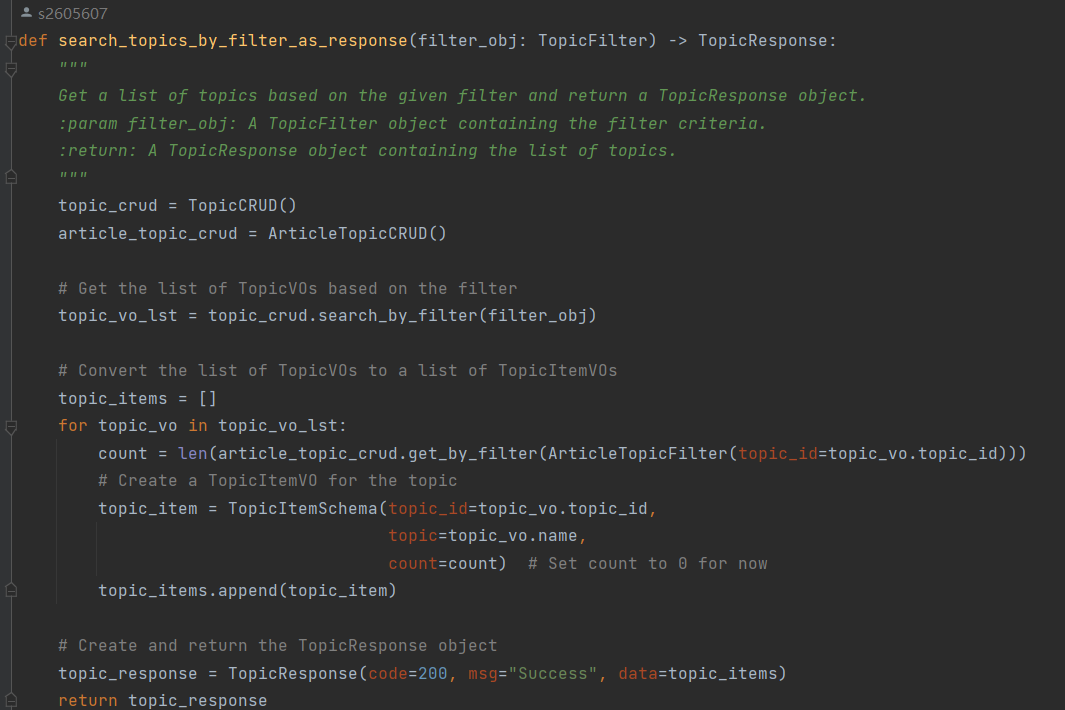 s2605607
def search_topics_by_filter_as_response(filter_obj: TopicFilter) -> TopicResponse:
    """
    Get a list of topics based on the given filter and return a TopicResponse object.
    :param filter_obj: A TopicFilter object containing the filter criteria.
    :return: A TopicResponse object containing the list of topics.
    """
    topic_crud = TopicCRUD()
    article_topic_crud = ArticleTopicCRUD()

    # Get the list of TopicVOs based on the filter
    topic_vo_lst = topic_crud.search_by_filter(filter_obj)

    # Convert the list of TopicVOs to a list of TopicItemVOs
    topic_items = []
    for topic_vo in topic_vo_lst:
        count = len(article_topic_crud.get_by_filter(ArticleTopicFilter(topic_id=topic_vo.topic_id)))
        # Create a TopicItemVO for the topic
        topic_item = TopicItemSchema(topic_id=topic_vo.topic_id,
                                     topic=topic_vo.name,
                                     count=count)  # Set count to 0 for now
        topic_items.append(topic_item)

    # Create and return the TopicResponse object
    topic_response = TopicResponse(code=200, msg="Success", data=topic_items)
    return topic_response